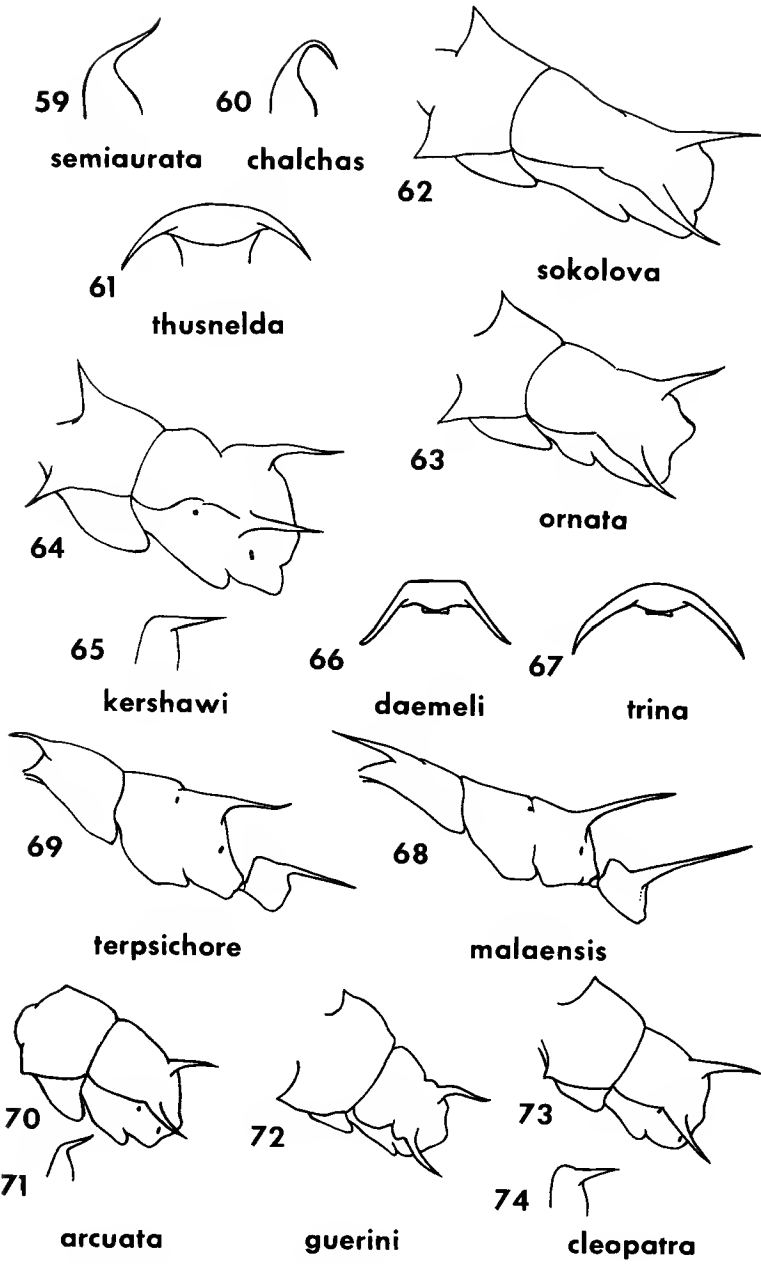 59
semiaurata
60
chalchas
61
thusnelda
62
sokolova
63
ornata
64
65
kershawi
66
daemeli
67
trina
69
terpsichore
68
malaensis
70
71
arcuata
72
guerini
73
74
cleopatra